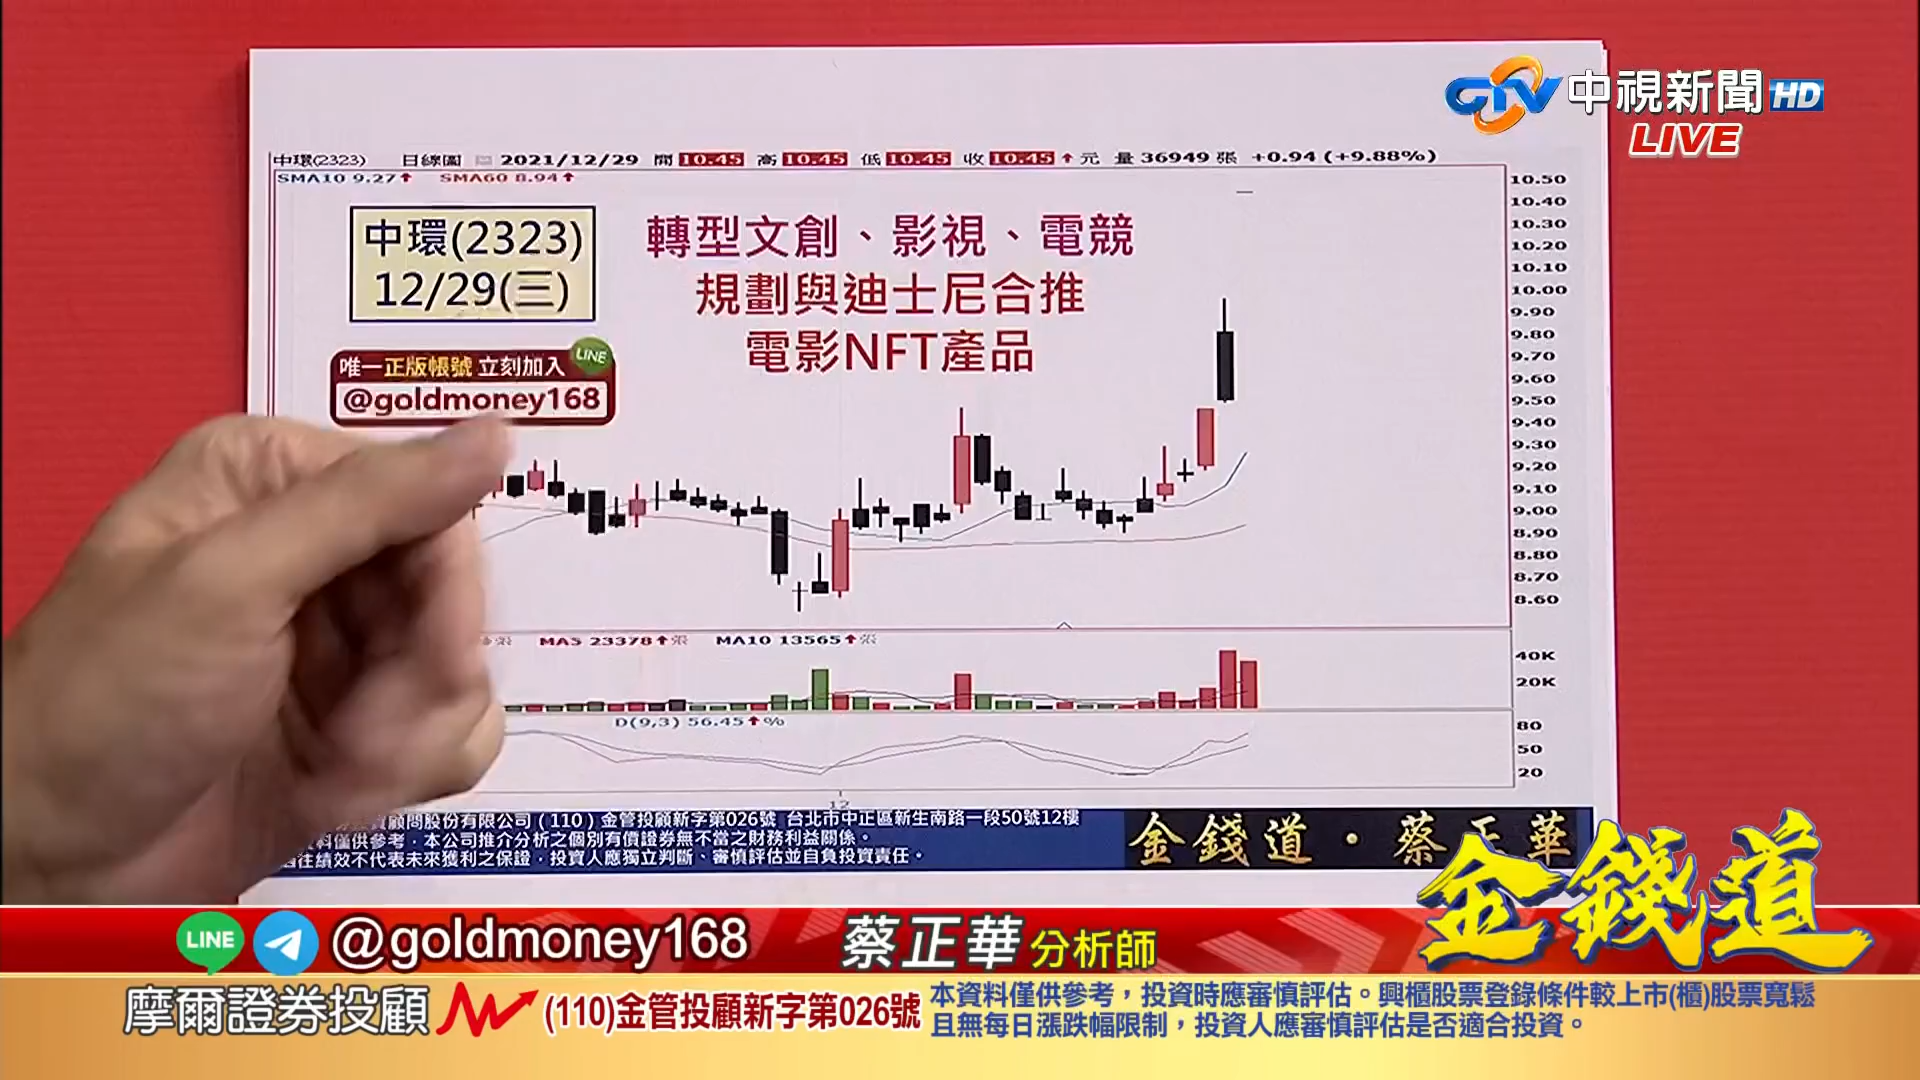 CTV 中視新聞 HD
LIVE
中環(2323) 日線圖 2021/12/29 開 10.45 高 10.45 低 10.45 收 10.45↑元 量 36949 張 +0.94 (+9.88%)
SMA10 9.27↑ SMA60 8.94↑
中環(2323)
12/29(三)
轉型文創、影視、電競
規劃與迪士尼合推
電影NFT產品
唯一正版帳號 立刻加入 LINE
@goldmoney168
10.50
10.40
10.30
10.20
10.10
10.00
9.90
9.80
9.70
9.60
9.50
9.40
9.30
9.20
9.10
9.00
8.90
8.80
8.70
8.60
張 MA5 23378↑張 MA10 13565↑張
40K
20K
D(9,3) 56.45↑%
80
50
20
12
顧問股份有限公司（110）金管投顧新字第026號 台北市中正區新生南路一段50號12樓
料僅供參考．本公司推介分析之個別有價證券無不當之財務利益關係。
往績效不代表未來獲利之保證．投資人應獨立判斷、審慎評估並自負投資責任。
金錢道．蔡正華
金錢道
LINE @goldmoney168 蔡正華 分析師
摩爾證券投顧 (110)金管投顧新字第026號
本資料僅供參考，投資時應審慎評估。興櫃股票登錄條件較上市(櫃)股票寬鬆
且無每日漲跌幅限制，投資人應審慎評估是否適合投資。